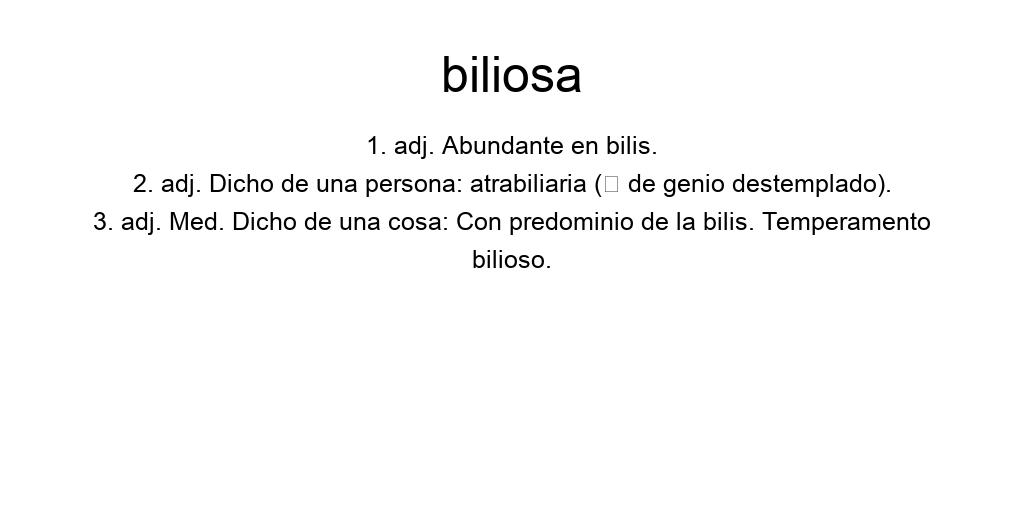 biliosa
1. adj. Abundante en bilis.
2. adj. Dicho de una persona: atrabiliaria (□ de genio destemplado).
3. adj. Med. Dicho de una cosa: Con predominio de la bilis. Temperamento
bilioso.